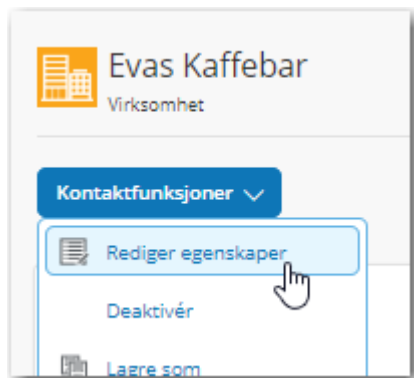 Evas Kaffebar
Virksomhet
Kontaktfunksjoner
Rediger egenskaper
Deaktivér
Lagre som